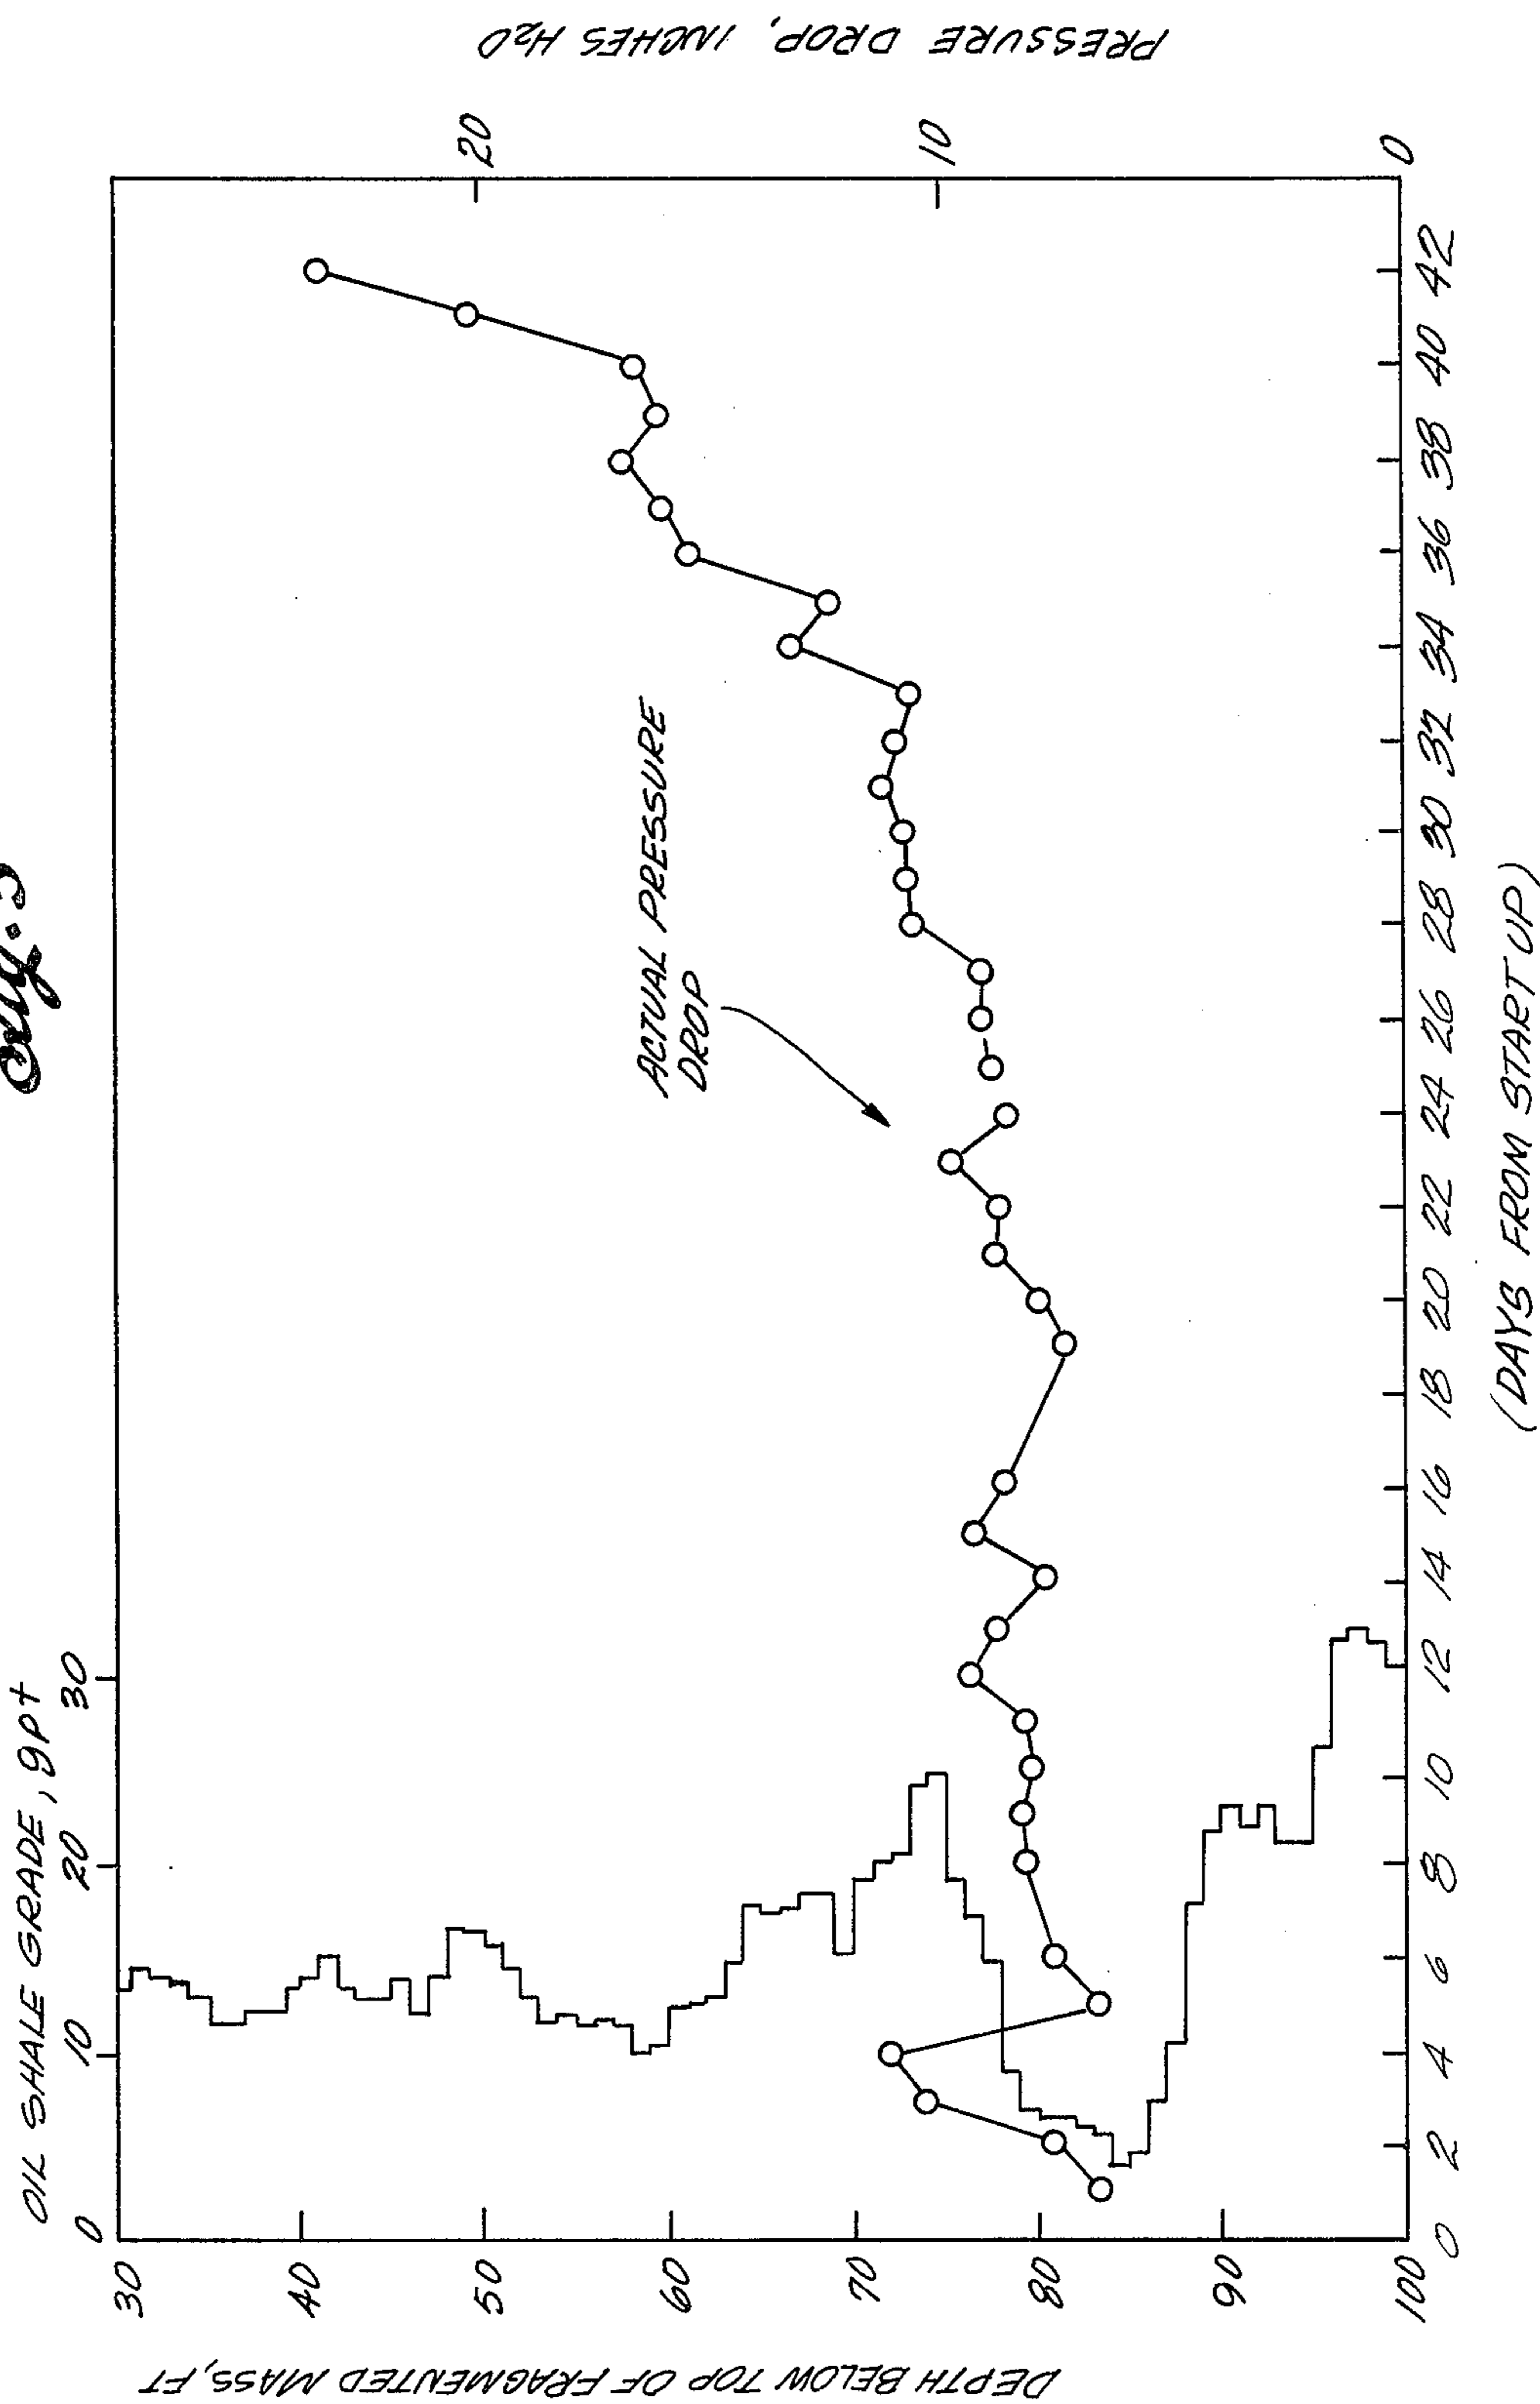 OIL SHALE GRADE, gpt
0 10 20 30
DEPTH BELOW TOP OF FRAGMENTED MASS, FT
30
40
50
60
70
80
90
100
ACTUAL PRESSURE
DROP
PRESSURE DROP, INCHES H2O
20
10
0
0 2 4 6 8 10 12 14 16 18 20 22 24 26 28 30 32 34 36 38 40 42
(DAYS FROM START UP)